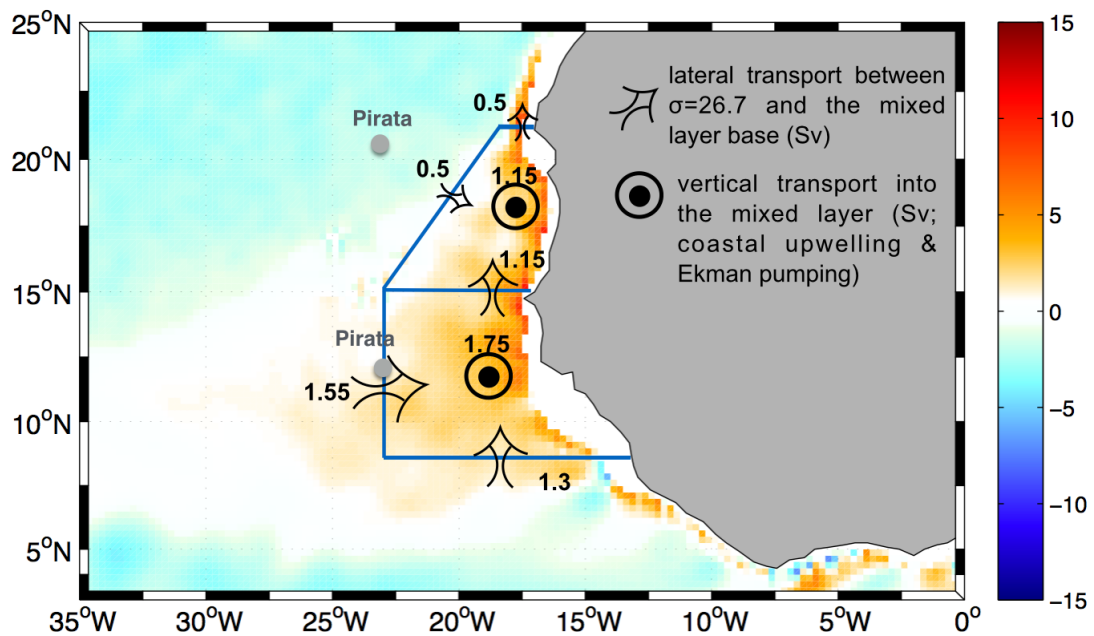 25°N
20°N
15°N
10°N
5°N
35°W
30°W
25°W
20°W
15°W
10°W
5°W
0°
0.5
Pirata
0.5
1.15
1.15
Pirata
1.75
1.55
1.3
lateral transport between
σ=26.7 and the mixed
layer base (Sv)
vertical transport into
the mixed layer (Sv;
coastal upwelling &
Ekman pumping)
15
10
5
0
−5
−10
−15